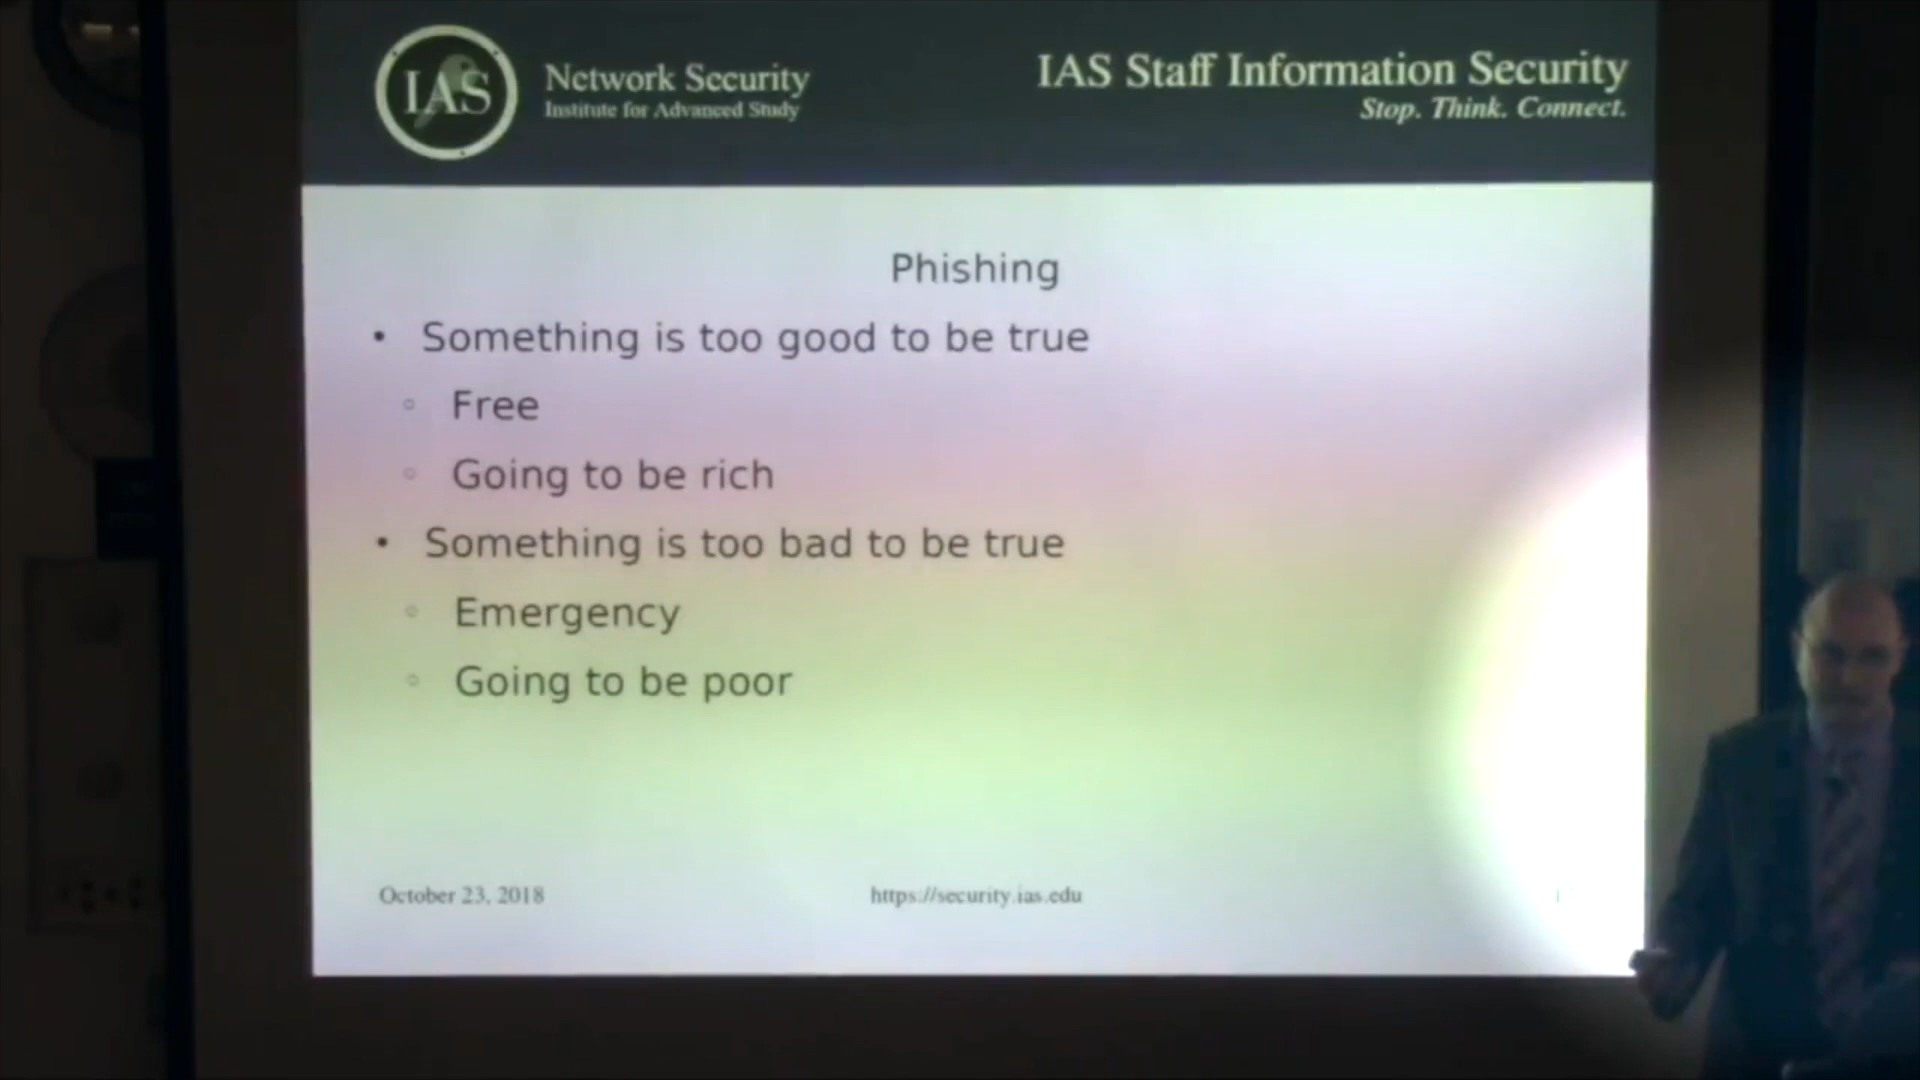 IAS
Network Security
Institute for Advanced Study
IAS Staff Information Security
Stop. Think. Connect.
Phishing
• Something is too good to be true
◦ Free
◦ Going to be rich
• Something is too bad to be true
◦ Emergency
◦ Going to be poor
October 23, 2018
https://security.ias.edu